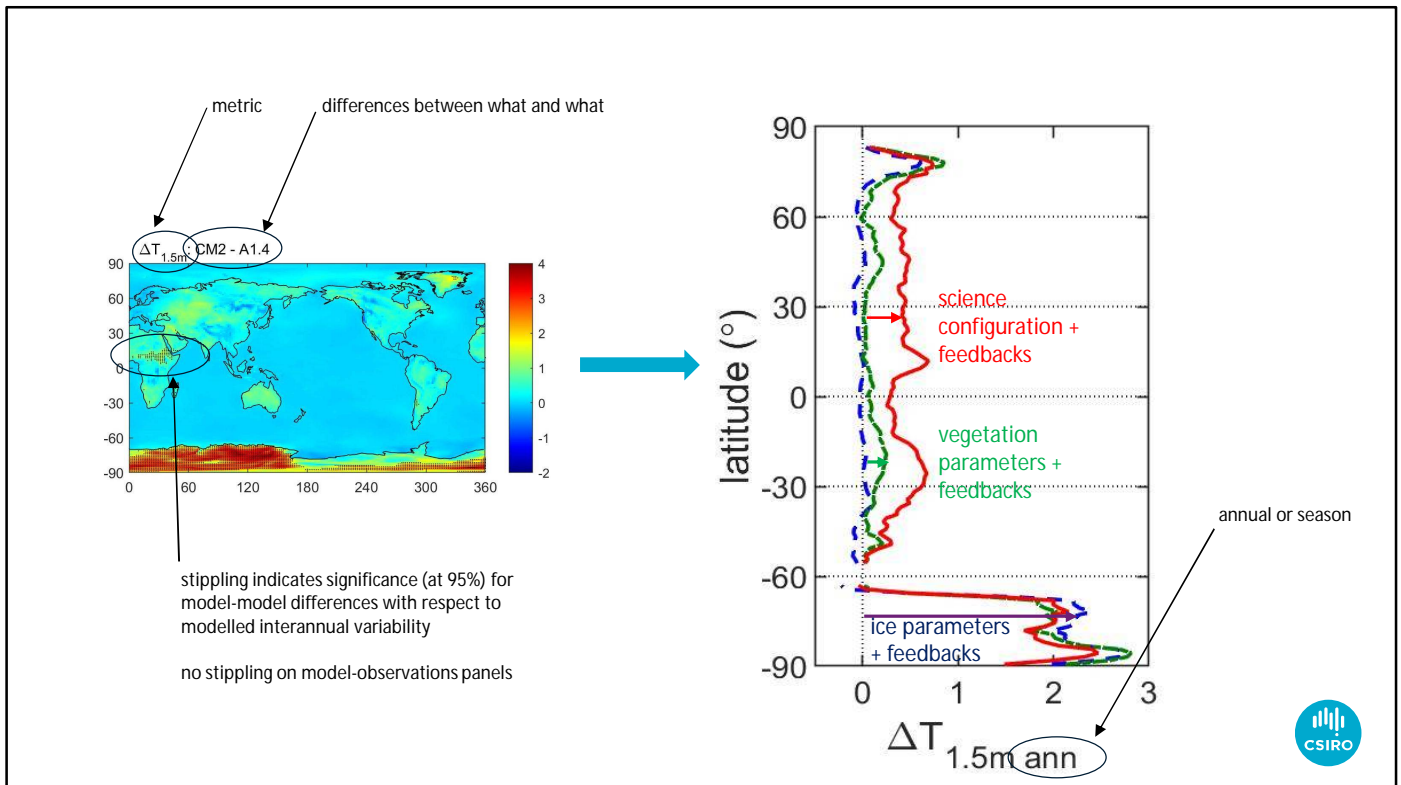 metric
differences between what and what
ΔT1.5m: CM2 - A1.4
90
60
30
0
-30
-60
-90
0
60
120
180
240
300
360
4
3
2
1
0
-1
-2
stippling indicates significance (at 95%) for
model-model differences with respect to
modelled interannual variability
no stippling on model-observations panels
latitude (°)
90
60
30
0
-30
-60
-90
science
configuration +
feedbacks
vegetation
parameters +
feedbacks
ice parameters
+ feedbacks
0
1
2
3
ΔT1.5m ann
annual or season
CSIRO